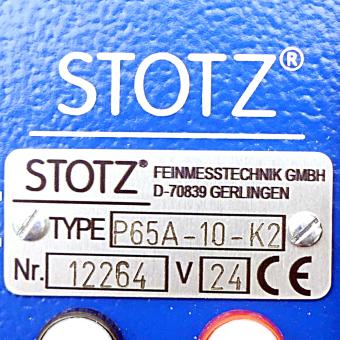 STOTZ®
STOTZ® FEINMESSTECHNIK GMBH
D-70839 GERLINGEN
TYPE P65A-10-K2
Nr. 12264 V 24 CE